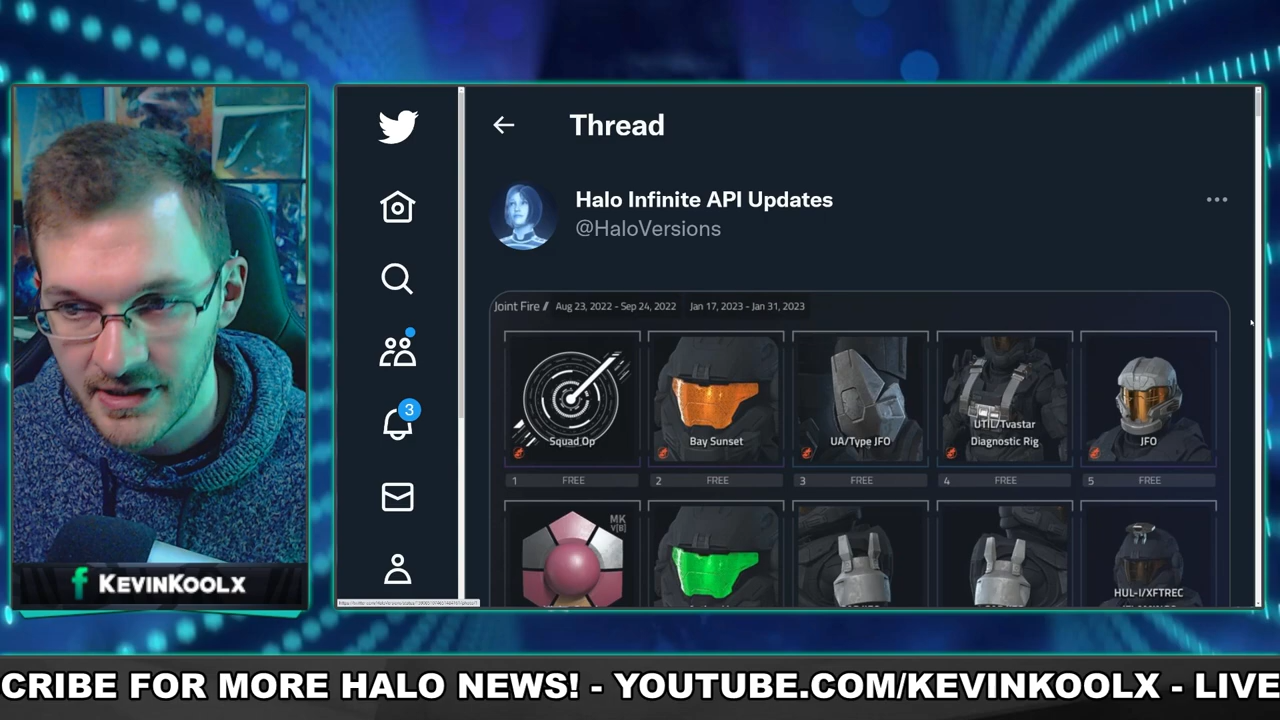 Thread
Halo Infinite API Updates
@HaloVersions
Joint Fire // Aug 23, 2022 - Sep 24, 2022 Jan 17, 2023 - Jan 31, 2023
Squad Op
Bay Sunset
UA/Type JFO
UTIL/Tvastar
Diagnostic Rig
JFO
1 FREE
2 FREE
3 FREE
4 FREE
5 FREE
MK
V[B]
HUL-I/XFTREC
3
f KEVINKOOLX
CRIBE FOR MORE HALO NEWS! - YOUTUBE.COM/KEVINKOOLX - LIVE